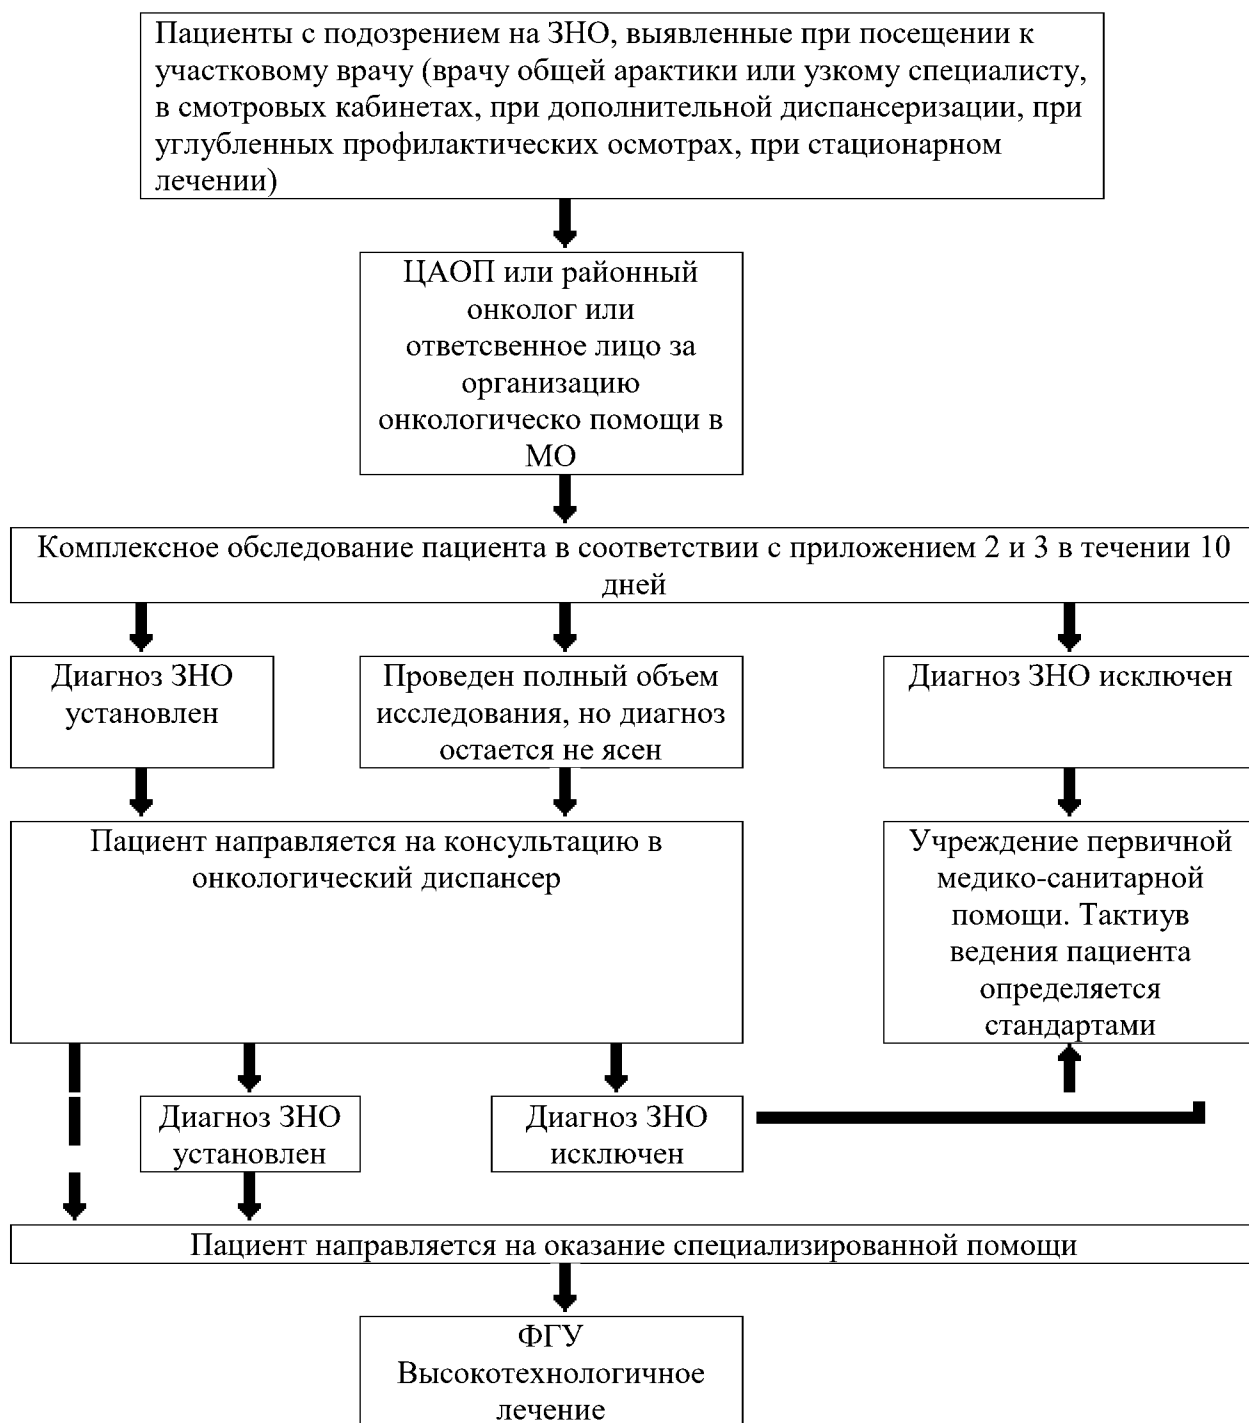 Пациенты с подозрением на ЗНО, выявленные при посещении к
участковому врачу (врачу общей арактики или узкому специалисту,
в смотровых кабинетах, при дополнительной диспансеризации, при
углубленных профилактических осмотрах, при стационарном
лечении)
ЦАОП или районный
онколог или
ответсвенное лицо за
организацию
онкологическо помощи в
МО
Комплексное обследование пациента в соответствии с приложением 2 и 3 в течении 10
дней
Диагноз ЗНО
установлен
Проведен полный объем
исследования, но диагноз
остается не ясен
Диагноз ЗНО исключен
Пациент направляется на консультацию в
онкологический диспансер
Учреждение первичной
медико-санитарной
помощи. Тактиув
ведения пациента
определяется
стандартами
Диагноз ЗНО
установлен
Диагноз ЗНО
исключен
Пациент направляется на оказание специализированной помощи
ФГУ
Высокотехнологичное
лечение